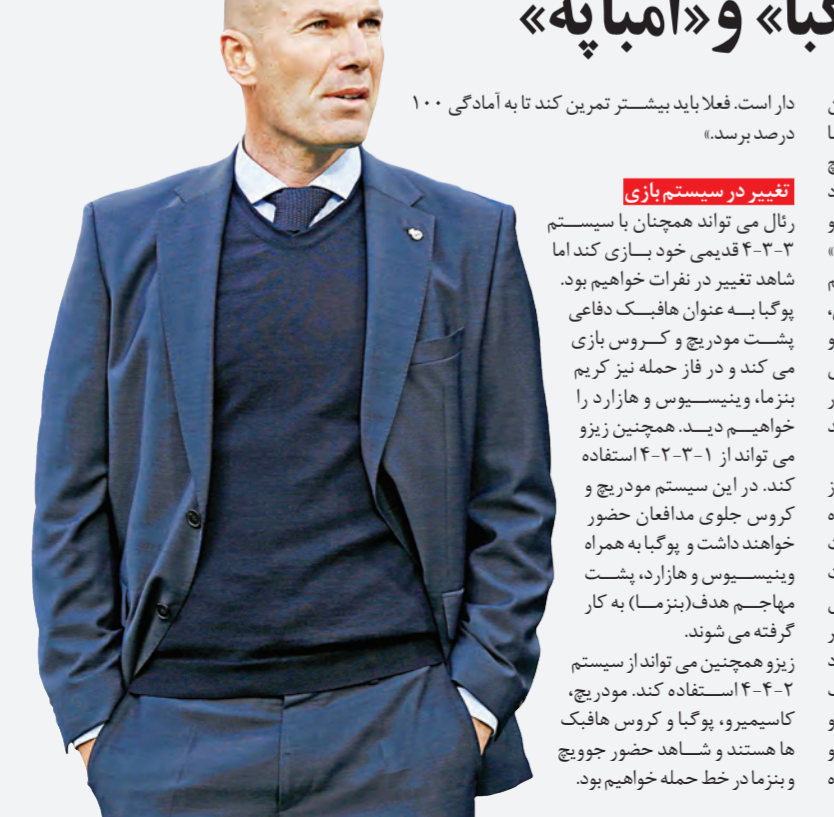 و«امباپه»
دار است. فعلا باید بیشتر تمرین کند تا به آمادگی ۱۰۰
درصد برسد.»
تغییر در سیستم بازی
رئال می تواند همچنان با سیستم
۴-۳-۳ قدیمی خود بازی کند اما
شاهد تغییر در نفرات خواهیم بود.
پوگبا به عنوان هافبک دفاعی
پشت مودریچ و کروس بازی
می کند و در فاز حمله نیز کریم
بنزما، وینیسیوس و هازارد را
خواهیم دید. همچنین زیزو
می تواند از ۱-۳-۲-۴ استفاده
کند. در این سیستم مودریچ و
کروس جلوی مدافعان حضور
خواهند داشت و پوگبا به همراه
وینیسیوس و هازارد، پشت
مهاجم هدف(بنزما) به کار
گرفته می شوند.
زیزو همچنین می تواند از سیستم
۴-۴-۲ استفاده کند. مودریچ،
کاسیمیرو، پوگبا و کروس هافبک
ها هستند و شاهد حضور جوویچ
و بنزما در خط حمله خواهیم بود.